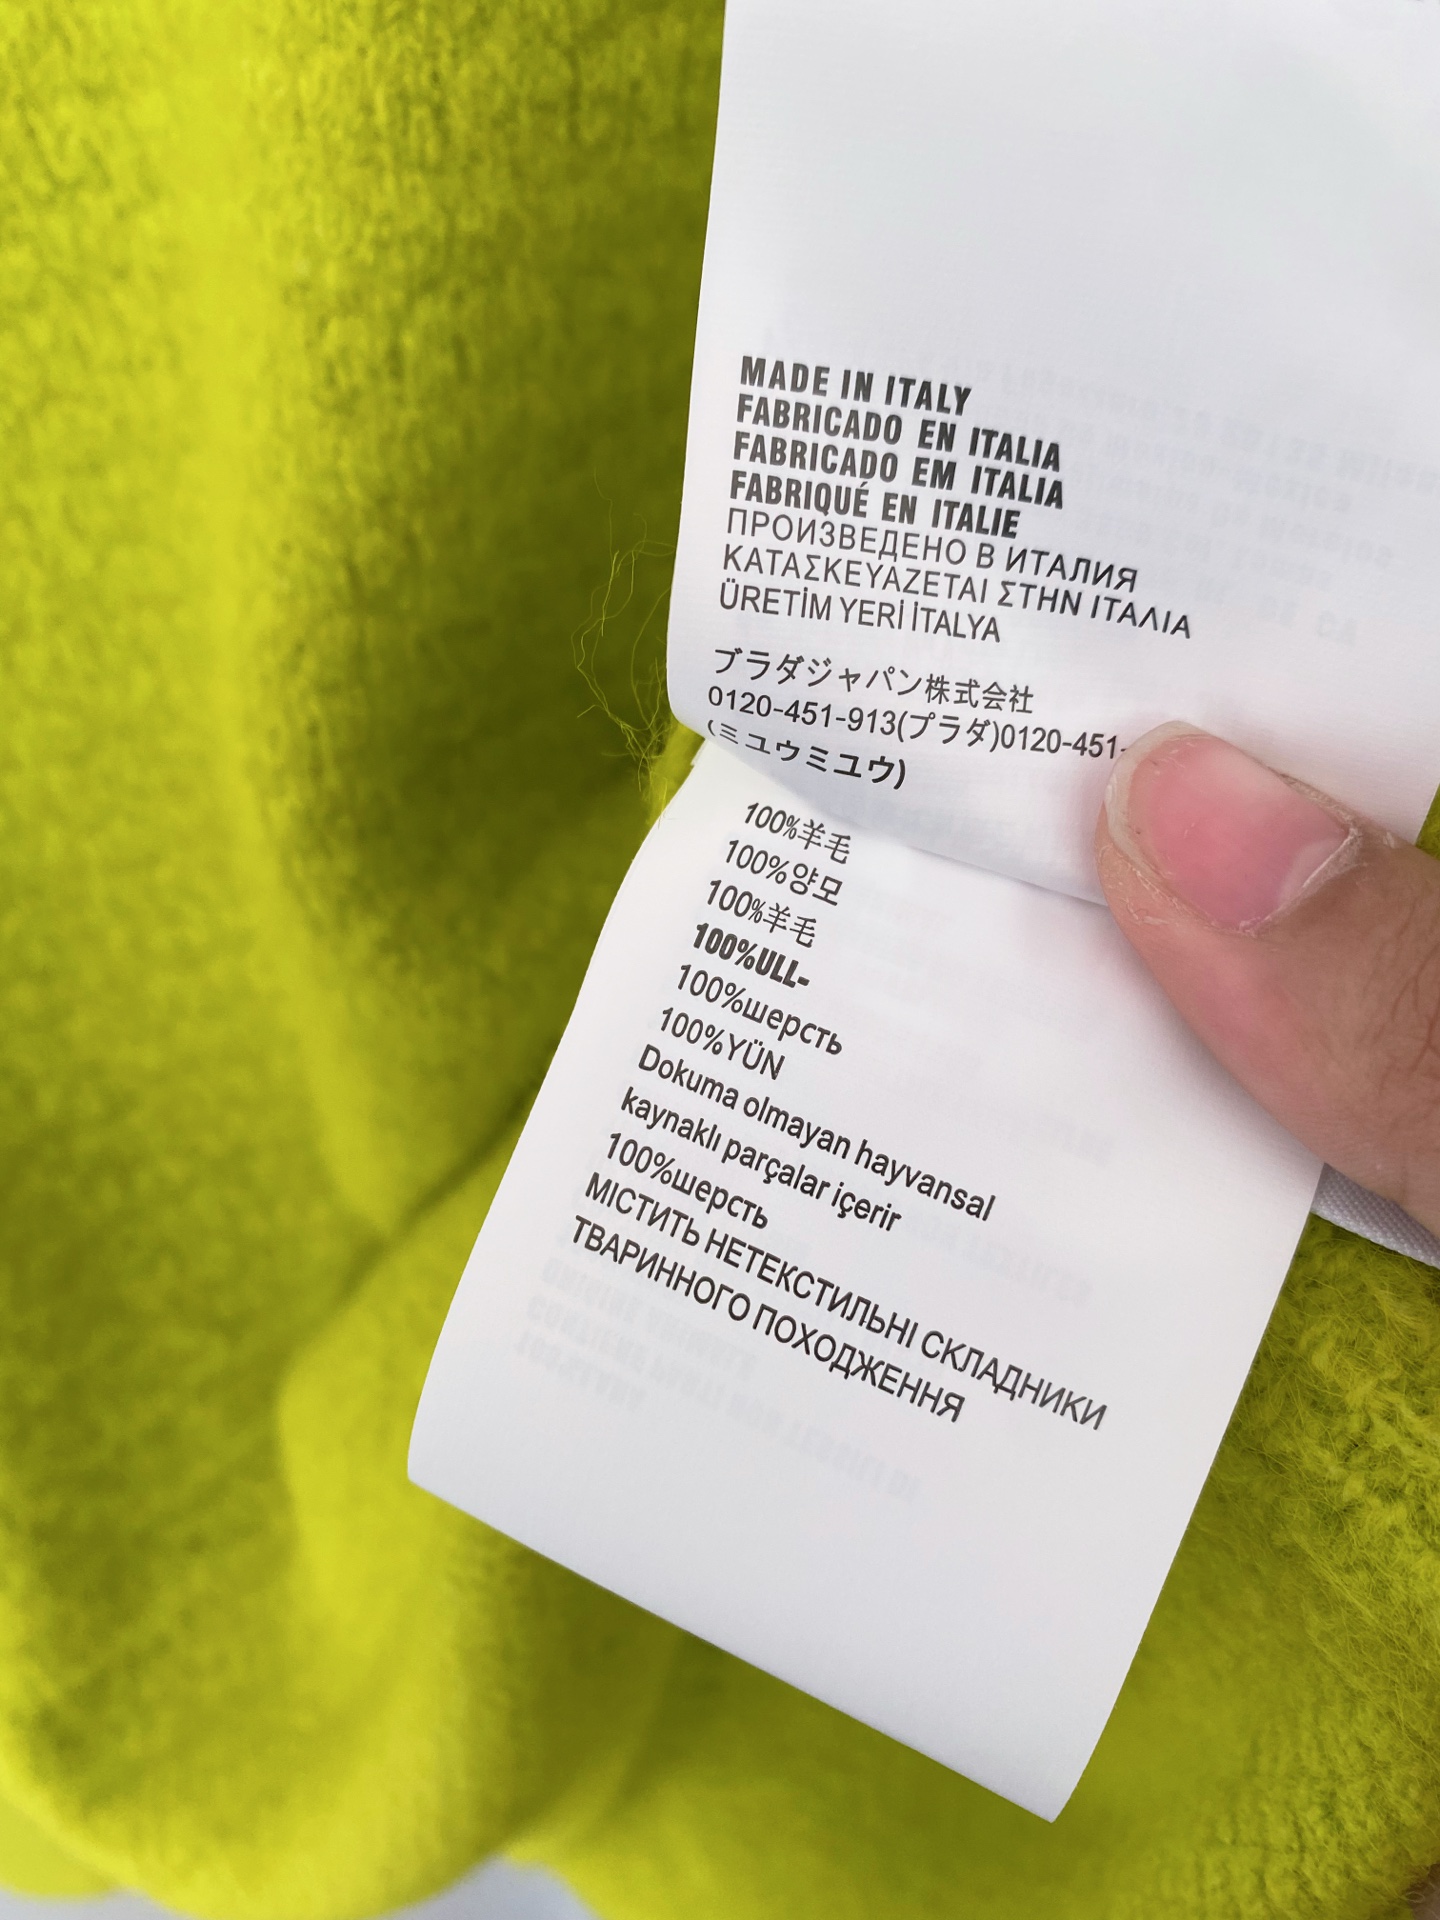 MADE IN ITALY
FABRICADO EN ITALIA
FABRICADO EM ITALIA
FABRIQUÉ EN ITALIE
ПРОИЗВЕДЕНО В ИТАЛИЯ
ΚΑΤΑΣΚΕΥΑΖΕΤΑΙ ΣΤΗΝ ΙΤΑΛΙΑ
ÜRETİM YERİ İTALYA
プラダジャパン株式会社
0120-451-913(プラダ)0120-451-
(ミュウミュウ)
100%羊毛
100%양모
100%羊毛
100%ULL-
100%шерсть
100%YÜN
Dokuma olmayan hayvansal
kaynaklı parçalar içerir
100%шерсть
МІСТИТЬ НЕТЕКСТИЛЬНІ СКЛАДНИКИ
ТВАРИННОГО ПОХОДЖЕННЯ